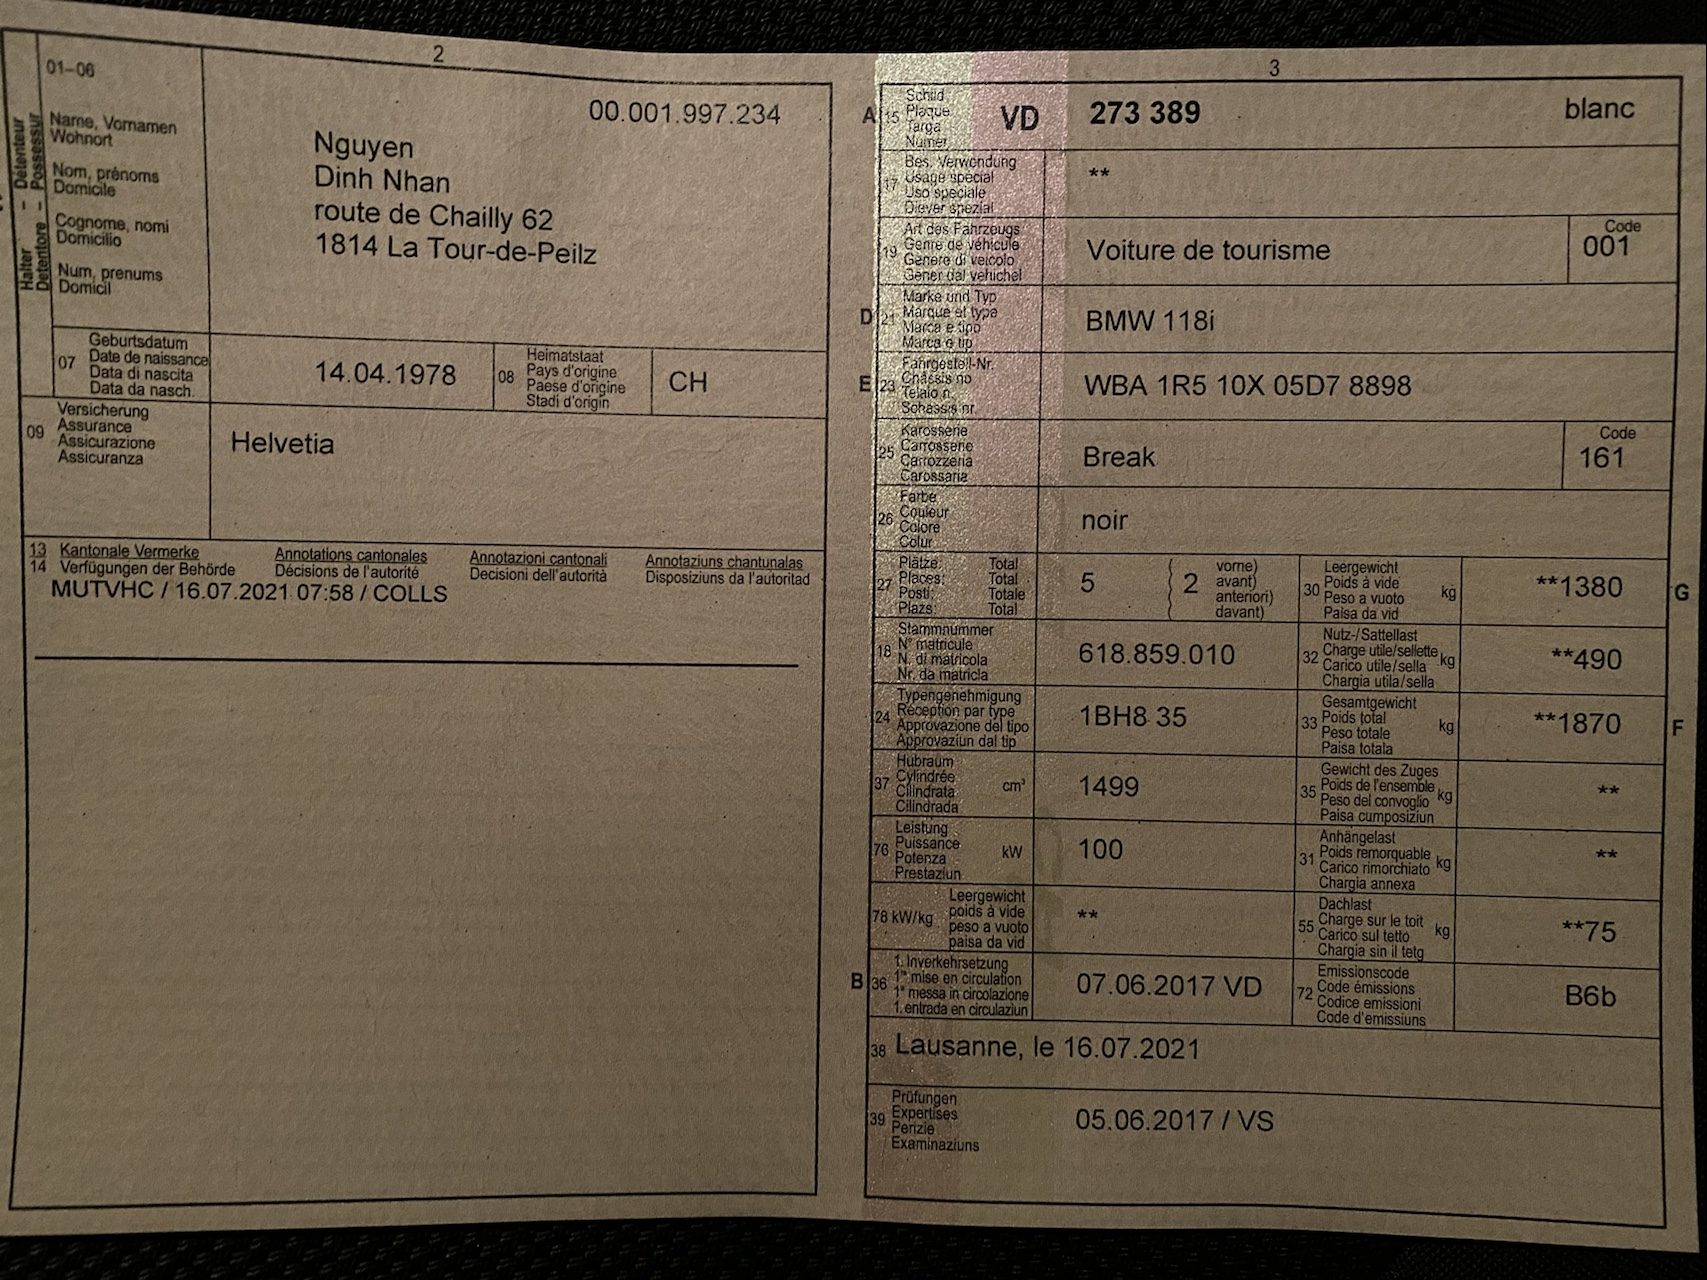 2
01–06
Halter – Détenteur
Detentore – Possessur
Name, Vornamen
Wohnort
Nom, prénoms
Domicile
Cognome, nomi
Domicilio
Num, prenums
Domicil
00.001.997.234
Nguyen
Dinh Nhan
route de Chailly 62
1814 La Tour-de-Peilz
07
Geburtsdatum
Date de naissance
Data di nascita
Data da nasch.
14.04.1978
08
Heimatstaat
Pays d'origine
Paese d'origine
Stadi d'origin
CH
09
Versicherung
Assurance
Assicurazione
Assicuranza
Helvetia
13 Kantonale Vermerke Annotations cantonales Annotazioni cantonali Annotaziuns chantunalas
14 Verfügungen der Behörde Décisions de l'autorité Decisioni dell'autorità Disposiziuns da l'autoritad
MUTVHC / 16.07.2021 07:58 / COLLS
3
A 15
Schild
Plaque
Targa
Numer
VD 273 389 blanc
17
Bes. Verwendung
Usage spécial
Uso speciale
Diever spezial
**
19
Art des Fahrzeugs
Genre de véhicule
Genere di veicolo
Gener dal vehichel
Voiture de tourisme
Code
001
D 21
Marke und Typ
Marque et type
Marca e tipo
Marca e tip
BMW 118i
E 23
Fahrgestell-Nr.
Châssis no
Telaio n.
Schassis nr.
WBA 1R5 10X 05D7 8898
25
Karosserie
Carrosserie
Carrozzeria
Carossaria
Break
Code
161
26
Farbe
Couleur
Colore
Colur
noir
27
Plätze: Total
Places: Total
Posti: Totale
Plazs: Total
5 2
vorne)
avant)
anteriori)
davant)
30
Leergewicht
Poids à vide
Peso a vuoto
Paisa da vid
kg
**1380
G
18
Stammnummer
N° matricule
N. di matricola
Nr. da matricla
618.859.010
32
Nutz-/Sattellast
Charge utile/sellette
Carico utile/sella
Chargia utila/sella
kg
**490
24
Typengenehmigung
Réception par type
Approvazione del tipo
Approvaziun dal tip
1BH8 35
33
Gesamtgewicht
Poids total
Peso totale
Paisa totala
kg
**1870
F
37
Hubraum
Cylindrée
Cilindrata
Cilindrada
cm³
1499
35
Gewicht des Zuges
Poids de l'ensemble
Peso del convoglio
Paisa cumposiziun
kg
**
76
Leistung
Puissance
Potenza
Prestaziun
kW
100
31
Anhängelast
Poids remorquable
Carico rimorchiato
Chargia annexa
kg
**
78 kW/kg
Leergewicht
poids à vide
peso a vuoto
paisa da vid
**
55
Dachlast
Charge sur le toit
Carico sul tetto
Chargia sin il tetg
kg
**75
B 36
1. Inverkehrsetzung
1re mise en circulation
1a messa in circolazione
1. entrada en circulaziun
07.06.2017 VD
72
Emissionscode
Code émissions
Codice emissioni
Code d'emissiuns
B6b
38 Lausanne, le 16.07.2021
39
Prüfungen
Expertises
Perizie
Examinaziuns
05.06.2017 / VS